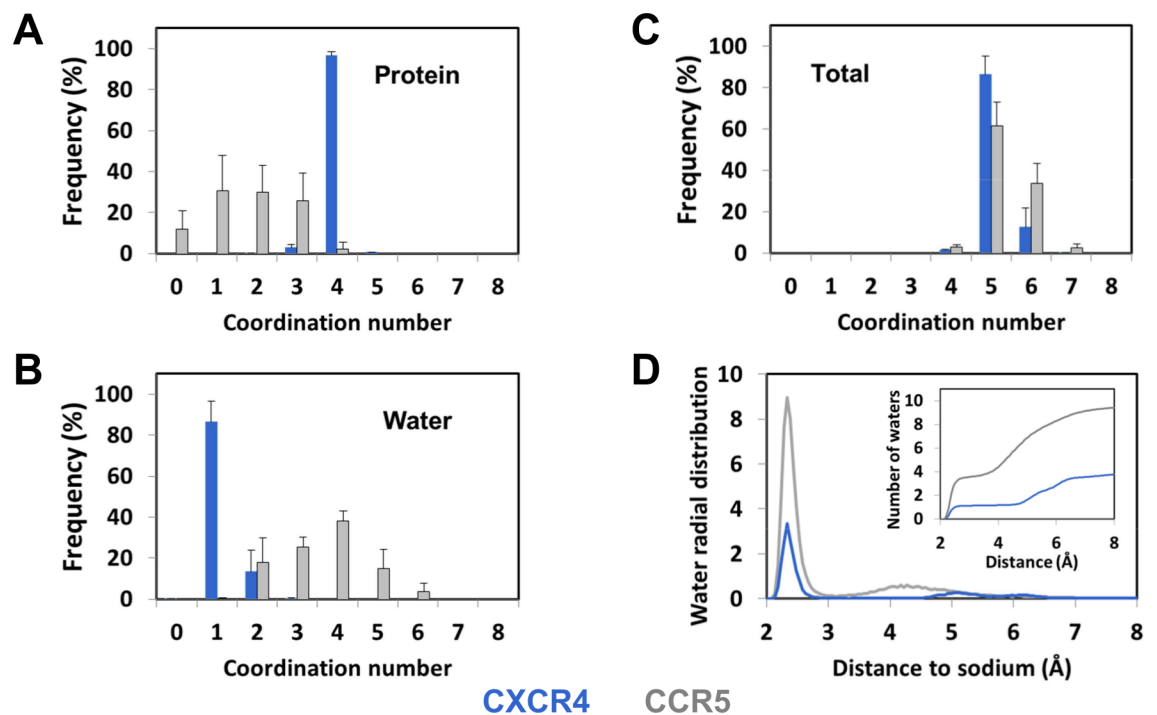 A
Frequency (%)
100
80
60
40
20
0
Protein
0 1 2 3 4 5 6 7 8
Coordination number
C
Frequency (%)
100
80
60
40
20
0
Total
0 1 2 3 4 5 6 7 8
Coordination number
B
Frequency (%)
100
80
60
40
20
0
Water
0 1 2 3 4 5 6 7 8
Coordination number
D
Water radial distribution
10
8
6
4
2
0
2 3 4 5 6 7 8
Distance to sodium (Å)
Number of waters
10
8
6
4
2
0
2 4 6 8
Distance (Å)
CXCR4 CCR5